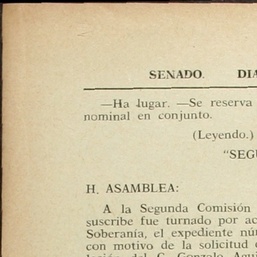 SENADO. DIA
—Ha lugar. —Se reserva
nominal en conjunto.
(Leyendo.)
"SEGU
H. ASAMBLEA:
A la Segunda Comisión
suscribe fue turnado por ac
Soberanía, el expediente nú
con motivo de la solicitud
del C. Gonzalo